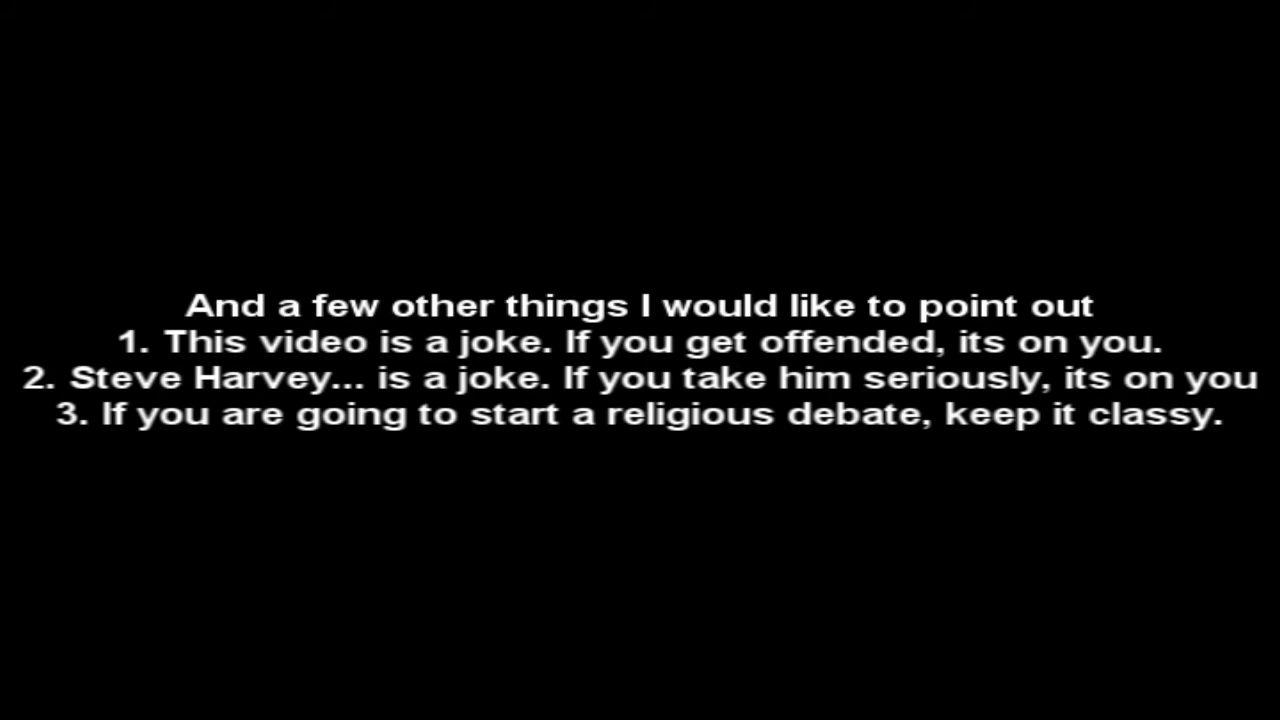 And a few other things I would like to point out
1. This video is a joke. If you get offended, its on you.
2. Steve Harvey... is a joke. If you take him seriously, its on you
3. If you are going to start a religious debate, keep it classy.